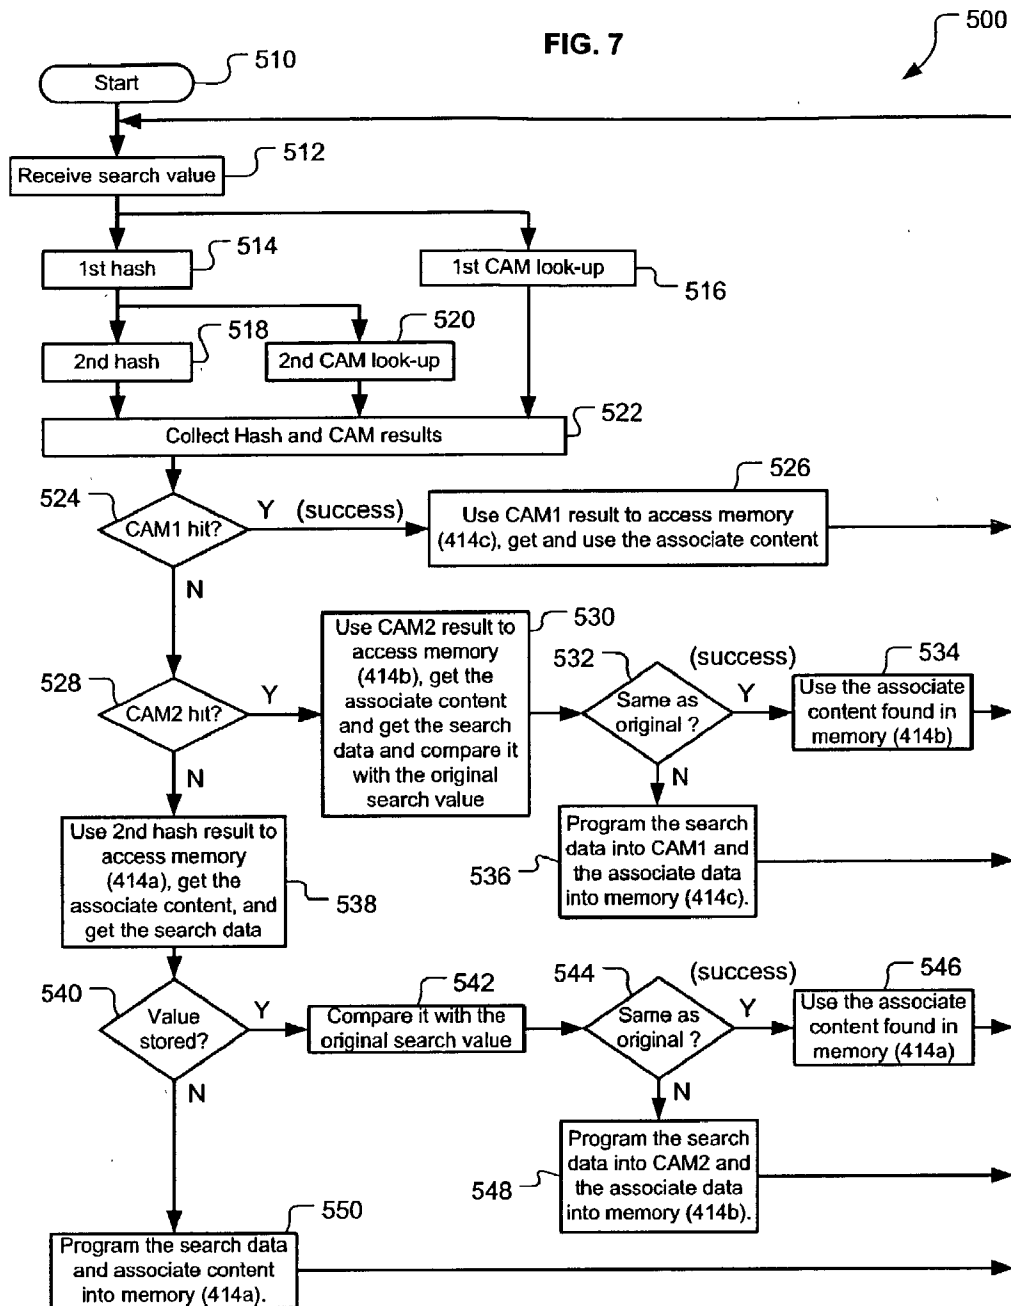 FIG. 7
500
Start
510
Receive search value
512
1st hash
514
1st CAM look-up
516
2nd hash
518
2nd CAM look-up
520
Collect Hash and CAM results
522
524
CAM1 hit?
Y (success)
N
526
Use CAM1 result to access memory
(414c), get and use the associate content
528
CAM2 hit?
Y
N
530
Use CAM2 result to
access memory
(414b), get the
associate content
and get the search
data and compare it
with the original
search value
532
Same as
original ?
(success)
Y
N
534
Use the associate
content found in
memory (414b)
536
Program the search
data into CAM1 and
the associate data
into memory (414c).
Use 2nd hash result to
access memory
(414a), get the
associate content, and
get the search data
538
540
Value
stored?
Y
N
542
Compare it with the
original search value
544
Same as
original ?
(success)
Y
N
546
Use the associate
content found in
memory (414a)
548
Program the search
data into CAM2 and
the associate data
into memory (414b).
550
Program the search data
and associate content
into memory (414a).